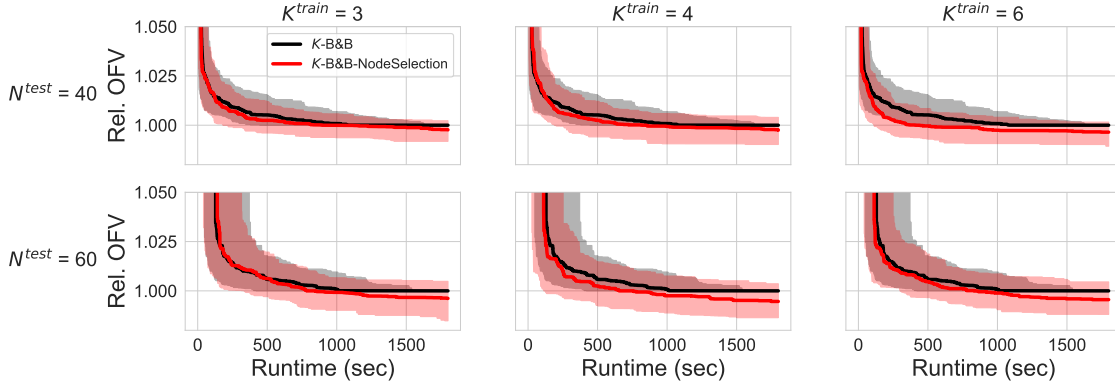 K^train = 3 K^train = 4 K^train = 6
N^test = 40
Rel. OFV
1.050
1.025
1.000
K-B&B
K-B&B-NodeSelection
N^test = 60
Rel. OFV
1.050
1.025
1.000
0 500 1000 1500 0 500 1000 1500 0 500 1000 1500
Runtime (sec) Runtime (sec) Runtime (sec)